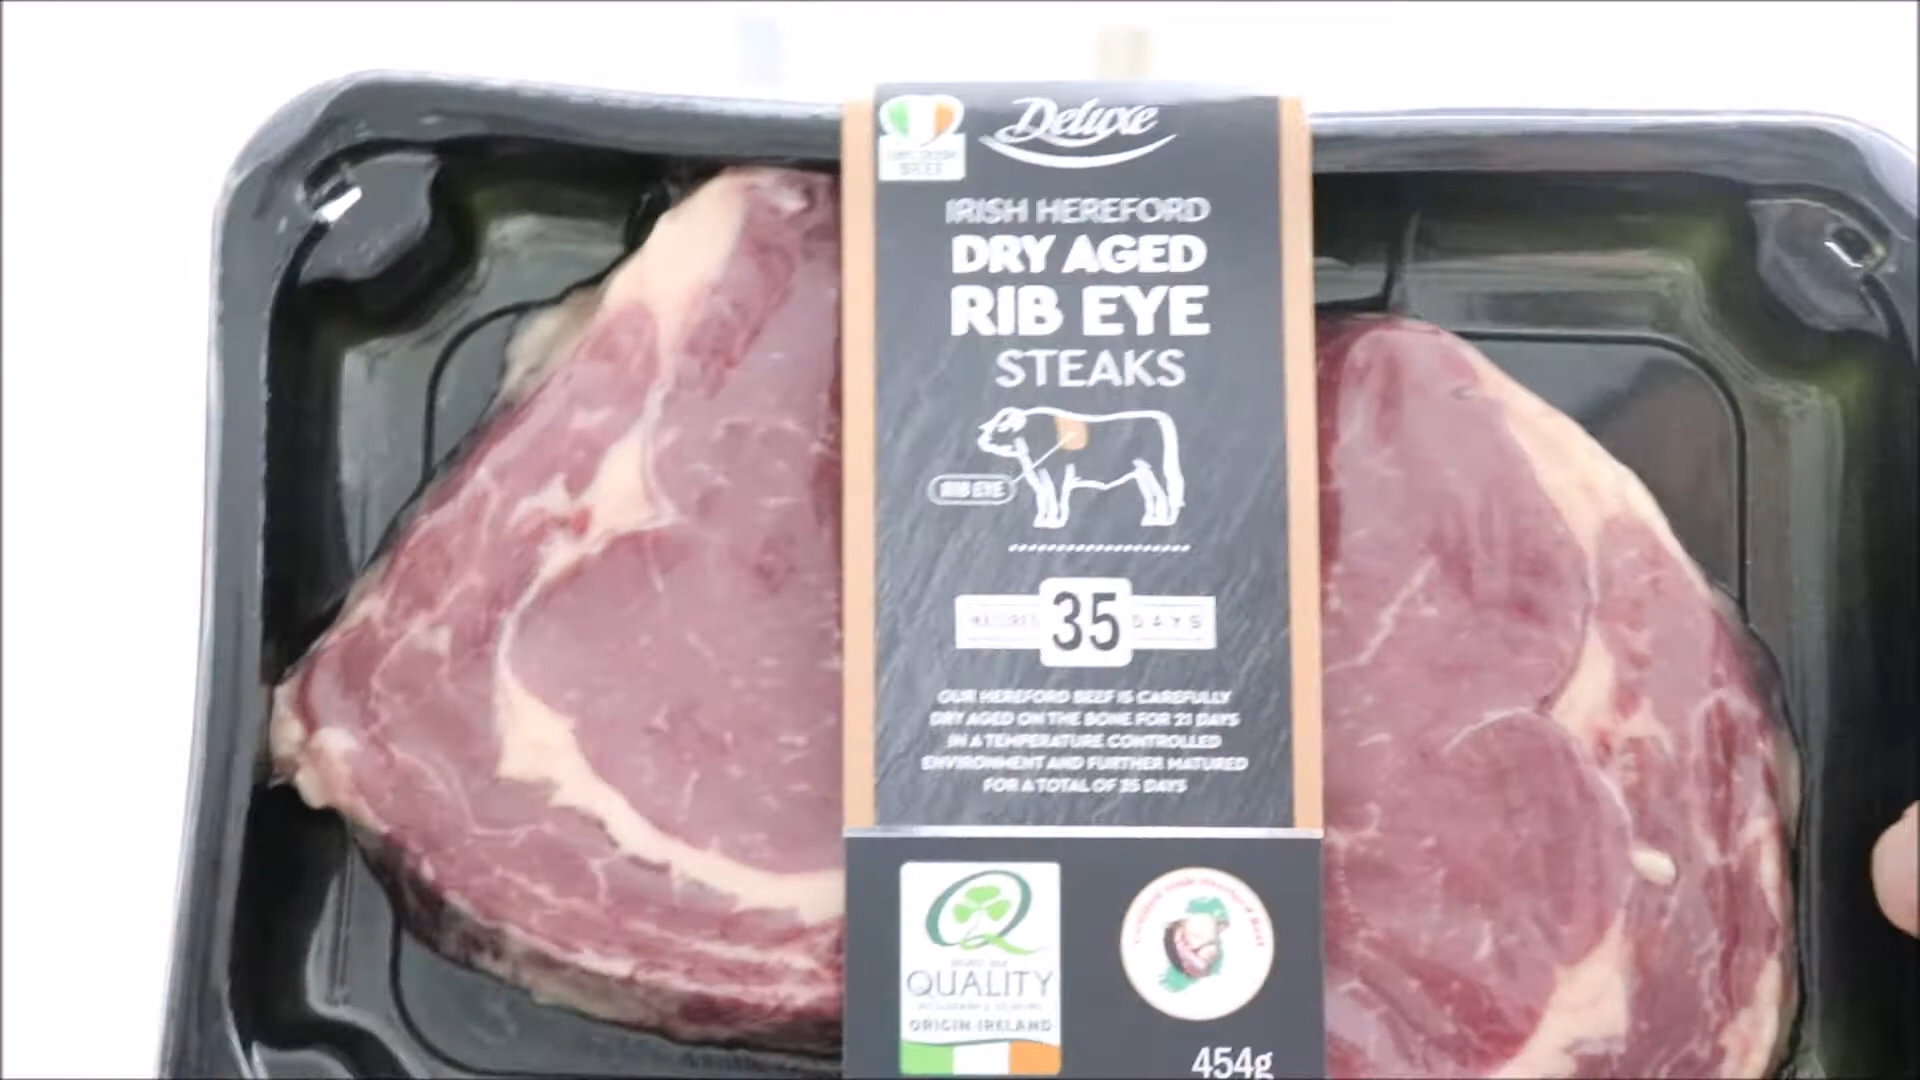 Deluxe
BEEF
IRISH HEREFORD
DRY AGED
RIB EYE
STEAKS
RIB EYE
MATURED 35 DAYS
OUR HEREFORD BEEF IS CAREFULLY
DRY AGED ON THE BONE FOR 21 DAYS
IN A TEMPERATURE CONTROLLED
ENVIRONMENT AND FURTHER MATURED
FOR A TOTAL OF 35 DAYS
QUALITY
ORIGIN-IRELAND
454g